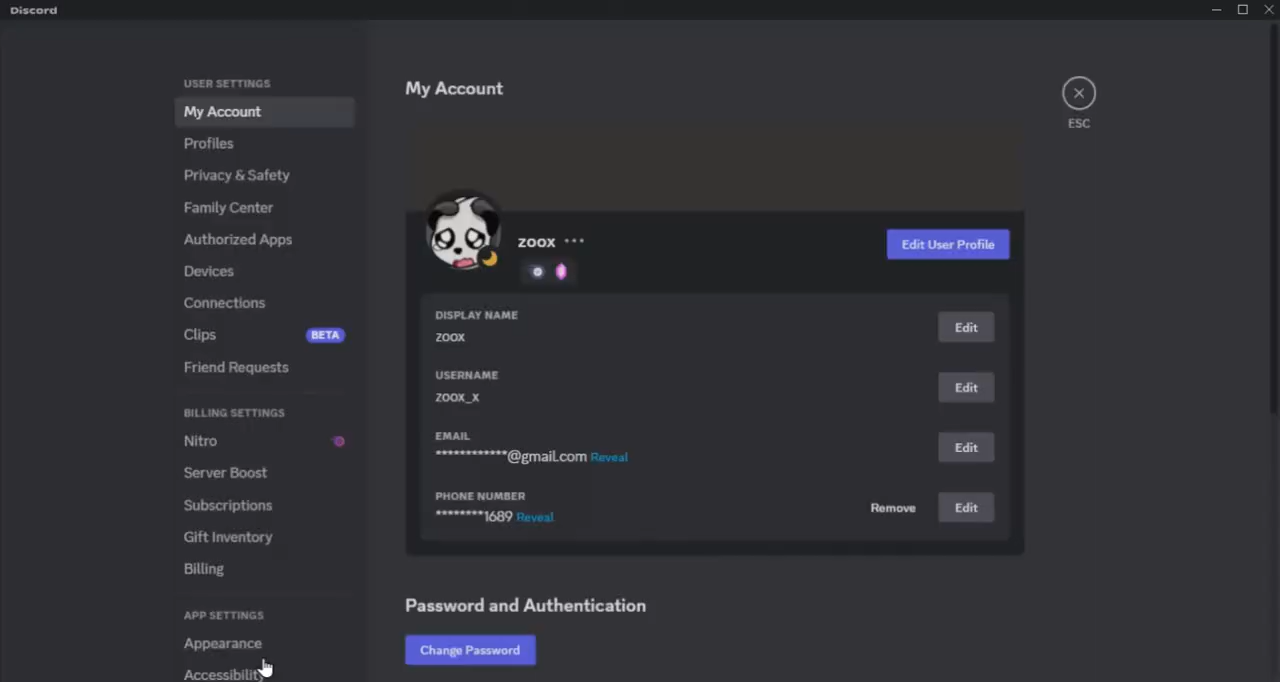 Discord
USER SETTINGS
My Account
Profiles
Privacy & Safety
Family Center
Authorized Apps
Devices
Connections
Clips BETA
Friend Requests
BILLING SETTINGS
Nitro
Server Boost
Subscriptions
Gift Inventory
Billing
APP SETTINGS
Appearance
Accessibility
My Account
ESC
zoox
Edit User Profile
DISPLAY NAME
zoox
Edit
USERNAME
zoox_x
Edit
EMAIL
************@gmail.com Reveal
Edit
PHONE NUMBER
********1689 Reveal
Remove
Edit
Password and Authentication
Change Password